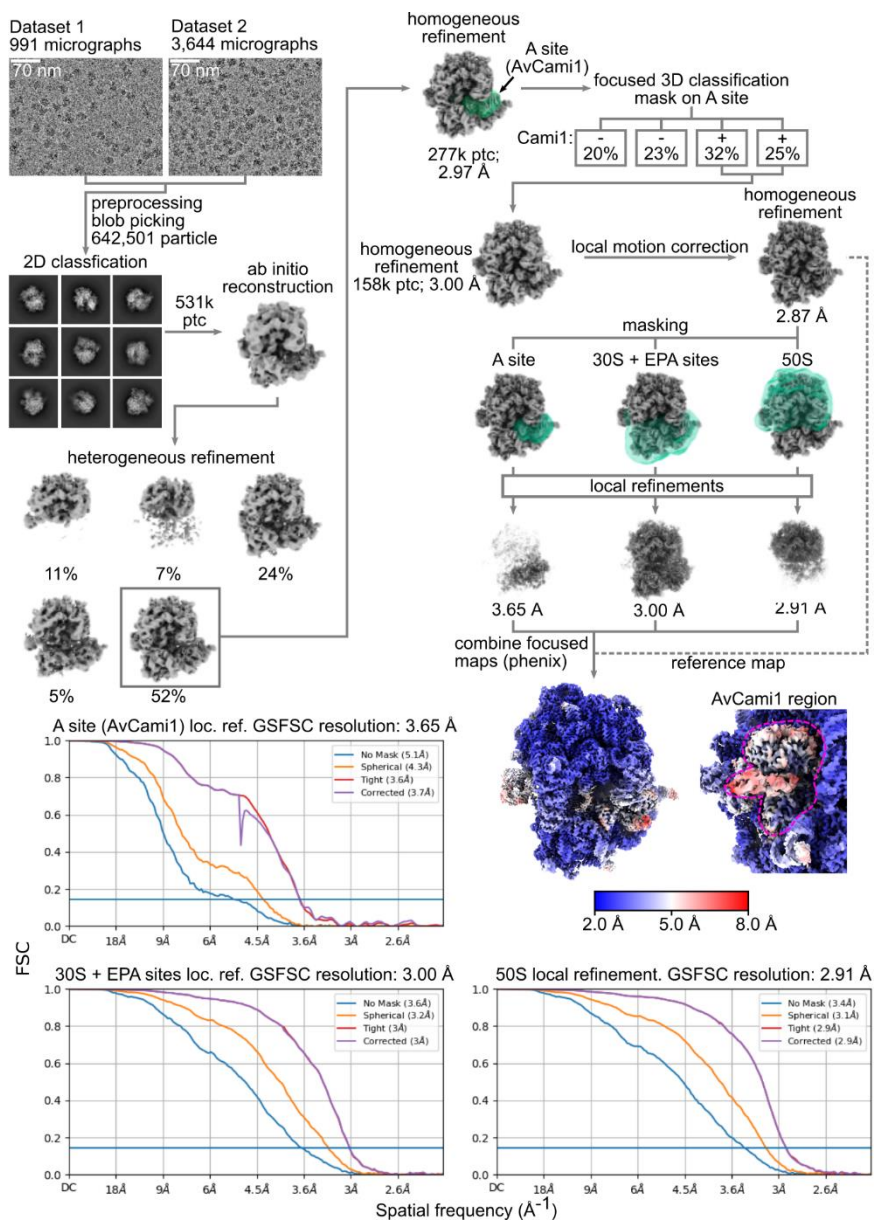 Dataset 1
991 micrographs
70 nm
Dataset 2
3,644 micrographs
70 nm
preprocessing
blob picking
642,501 particle
2D classfication
531k
ptc
ab initio
reconstruction
heterogeneous refinement
11%
7%
24%
5%
52%
homogeneous
refinement
A site
(AvCami1)
277k ptc;
2.97 Å
focused 3D classification
mask on A site
Cami1:
-
20%
-
23%
+
32%
+
25%
homogeneous
refinement
158k ptc; 3.00 Å
local motion correction
homogeneous
refinement
2.87 Å
masking
A site
30S + EPA sites
50S
local refinements
3.65 A
3.00 A
2.91 A
combine focused
maps (phenix)
reference map
AvCami1 region
2.0 Å
5.0 Å
8.0 Å
A site (AvCami1) loc. ref. GSFSC resolution: 3.65 Å
No Mask (5.1Å)
Spherical (4.3Å)
Tight (3.6Å)
Corrected (3.7Å)
1.0
0.8
0.6
0.4
0.2
0.0
DC
18Å
9Å
6Å
4.5Å
3.6Å
3Å
2.6Å
FSC
30S + EPA sites loc. ref. GSFSC resolution: 3.00 Å
No Mask (3.6Å)
Spherical (3.2Å)
Tight (3Å)
Corrected (3Å)
1.0
0.8
0.6
0.4
0.2
0.0
DC
18Å
9Å
6Å
4.5Å
3.6Å
3Å
2.6Å
50S local refinement. GSFSC resolution: 2.91 Å
No Mask (3.4Å)
Spherical (3.1Å)
Tight (2.9Å)
Corrected (2.9Å)
1.0
0.8
0.6
0.4
0.2
0.0
DC
18Å
9Å
6Å
4.5Å
3.6Å
3Å
2.6Å
Spatial frequency (Å⁻¹)